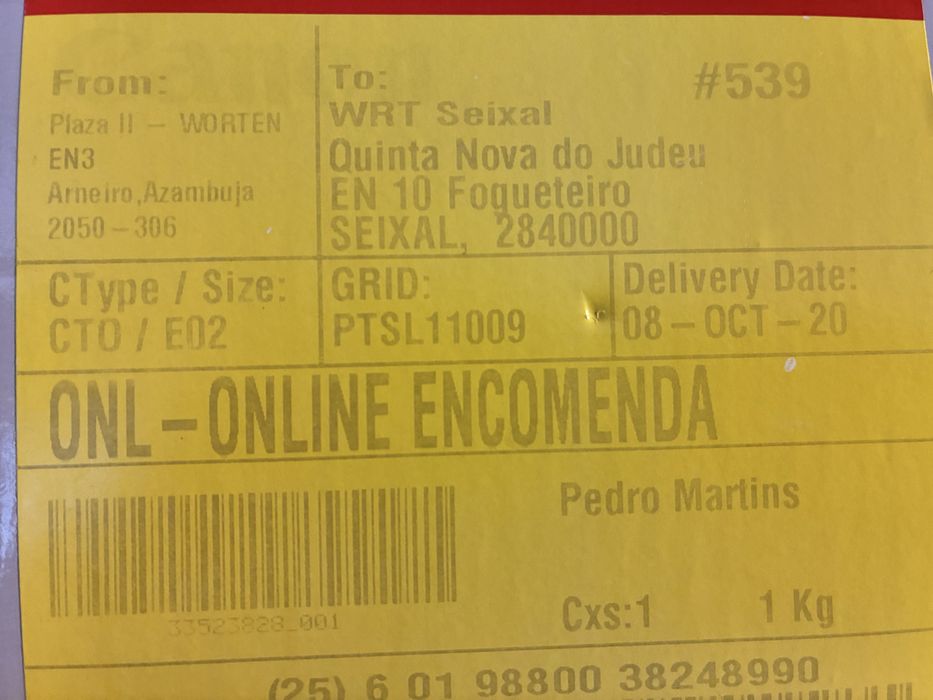 From:
Plaza II - WORTEN
EN3
Arneiro,Azambuja
2050-306
To:
#539
WRT Seixal
Quinta Nova do Judeu
EN 10 Foqueteiro
SEIXAL, 2840000
CType / Size:
CTO / E02
GRID:
PTSL11009
Delivery Date:
08-OCT-20
ONL-ONLINE ENCOMENDA
33523828_001
Pedro Martins
Cxs:1 1 Kg
(25) 6 01 98800 38248990